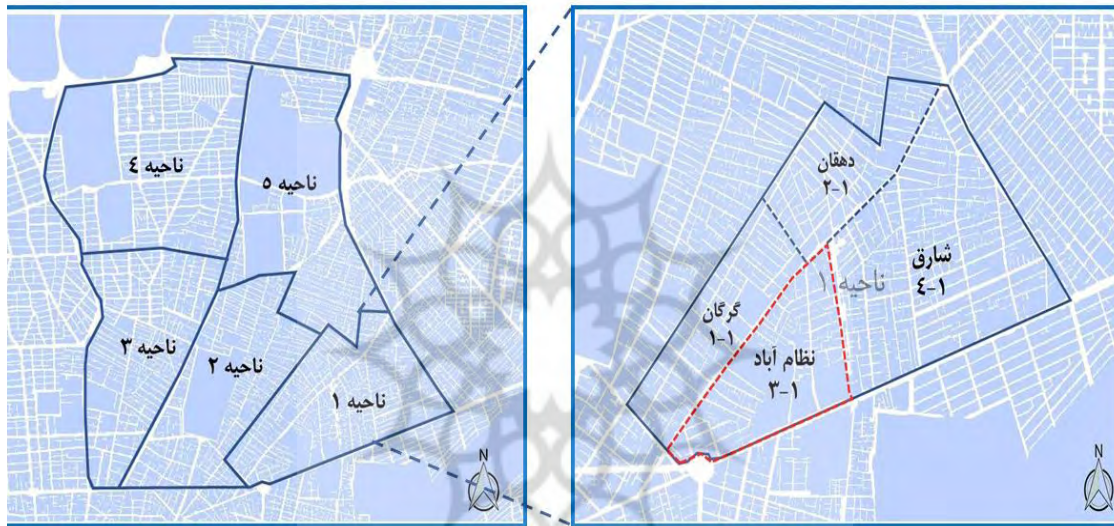 ناحیه ٤
ناحیه ٥
ناحیه ٣
ناحیه ٢
ناحیه ١
N
دهقان
٢-١
شارق
٤-١
ناحیه ١
گرگان
١-١
نظام آباد
٣-١
N